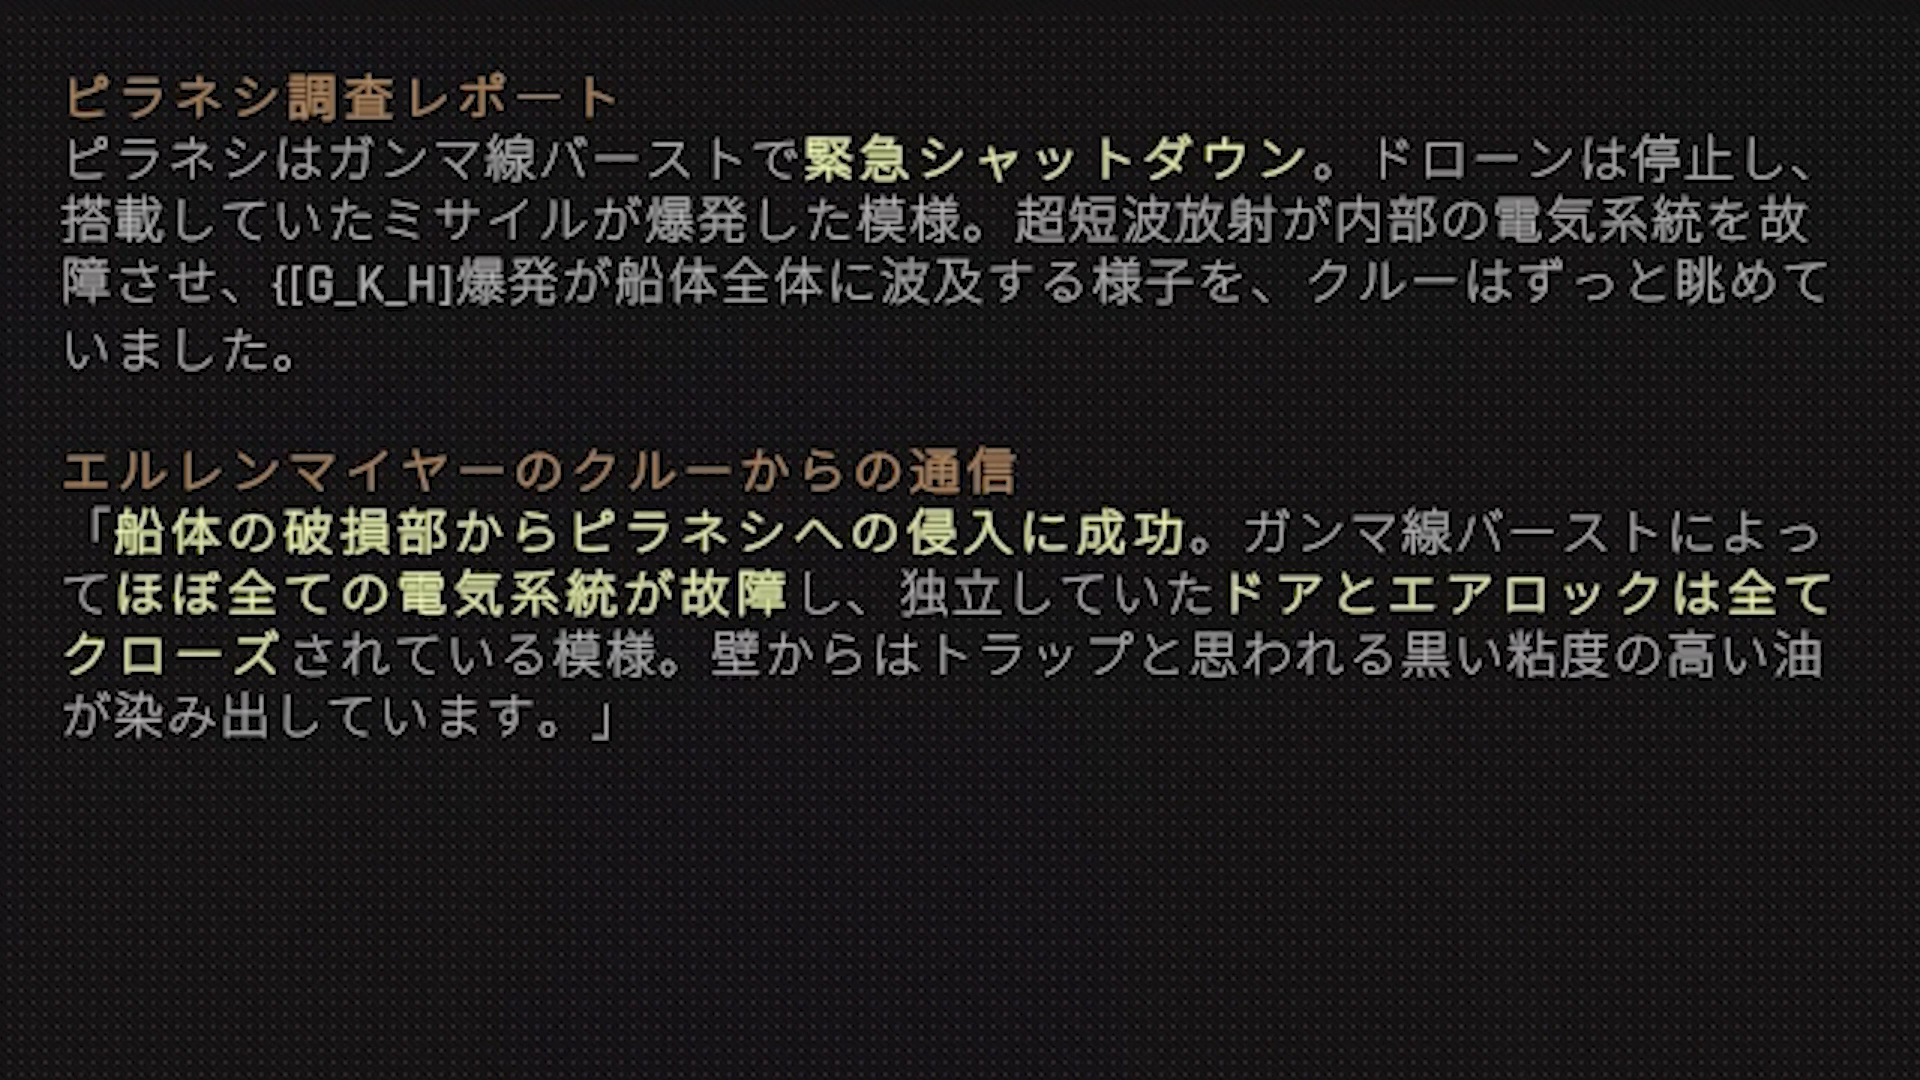 ピラネシ調査レポート
ピラネシはガンマ線バーストで緊急シャットダウン。ドローンは停止し、
搭載していたミサイルが爆発した模様。超短波放射が内部の電気系統を故
障させ、{[G_K_H]爆発が船体全体に波及する様子を、クルーはずっと眺めて
いました。
エルレンマイヤーのクルーからの通信
「船体の破損部からピラネシへの侵入に成功。ガンマ線バーストによっ
てほぼ全ての電気系統が故障し、独立していたドアとエアロックは全て
クローズされている模様。壁からはトラップと思われる黒い粘度の高い油
が染み出しています。」